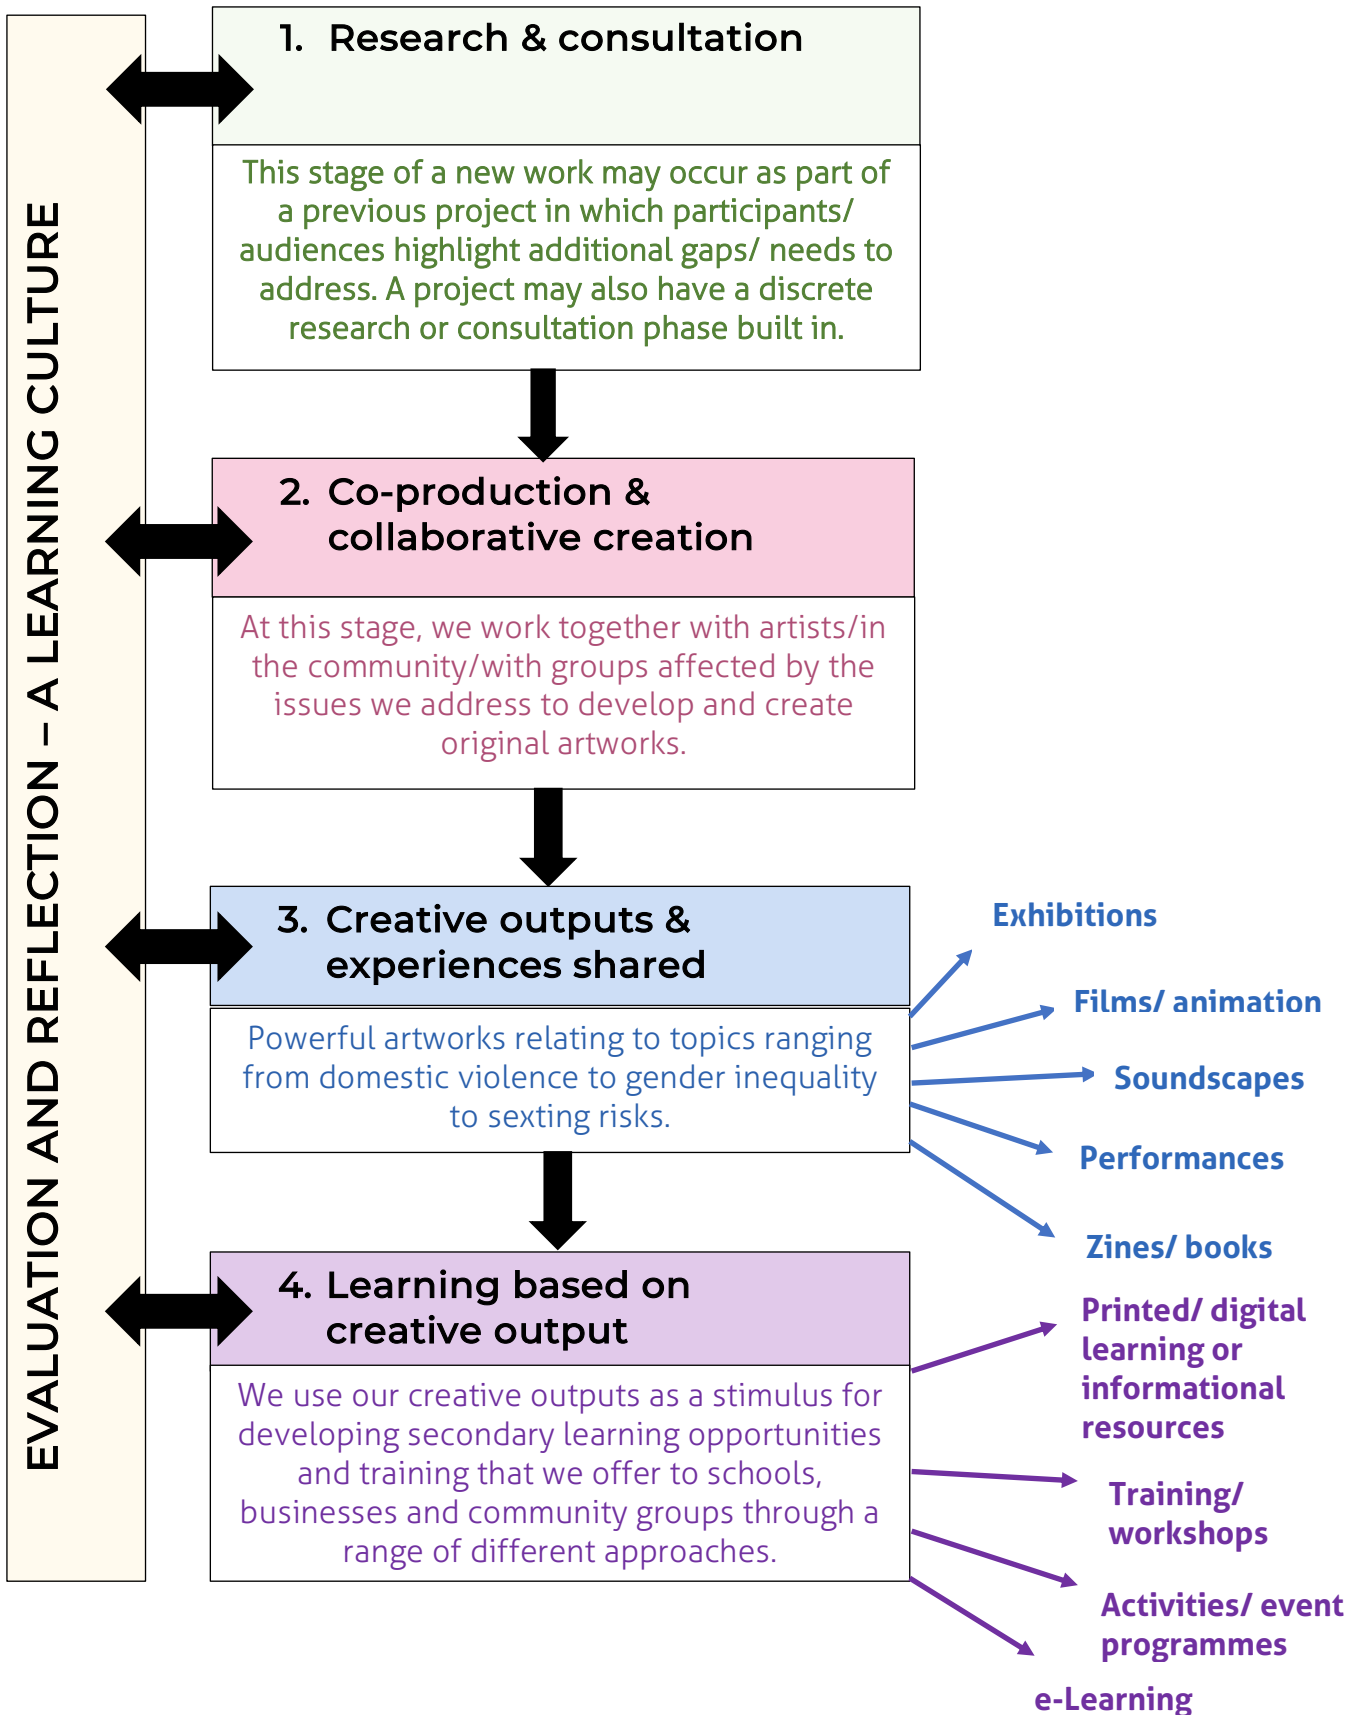 EVALUATION AND REFLECTION – A LEARNING CULTURE
1. Research & consultation
This stage of a new work may occur as part of
a previous project in which participants/
audiences highlight additional gaps/ needs to
address. A project may also have a discrete
research or consultation phase built in.
2. Co-production &
collaborative creation
At this stage, we work together with artists/in
the community/with groups affected by the
issues we address to develop and create
original artworks.
3. Creative outputs &
experiences shared
Powerful artworks relating to topics ranging
from domestic violence to gender inequality
to sexting risks.
Exhibitions
Films/ animation
Soundscapes
Performances
Zines/ books
4. Learning based on
creative output
We use our creative outputs as a stimulus for
developing secondary learning opportunities
and training that we offer to schools,
businesses and community groups through a
range of different approaches.
Printed/ digital
learning or
informational
resources
Training/
workshops
Activities/ event
programmes
e-Learning